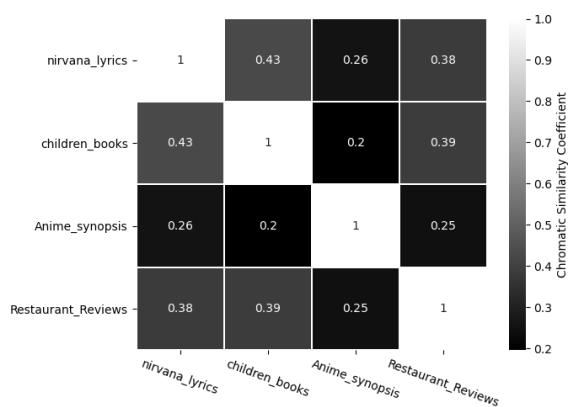 nirvana_lyrics 1 0.43 0.26 0.38
children_books 0.43 1 0.2 0.39
Anime_synopsis 0.26 0.2 1 0.25
Restaurant_Reviews 0.38 0.39 0.25 1
nirvana_lyrics children_books Anime_synopsis Restaurant_Reviews
1.0
0.9
0.8
0.7
0.6
0.5
0.4
0.3
0.2
Chromatic Similarity Coefficient